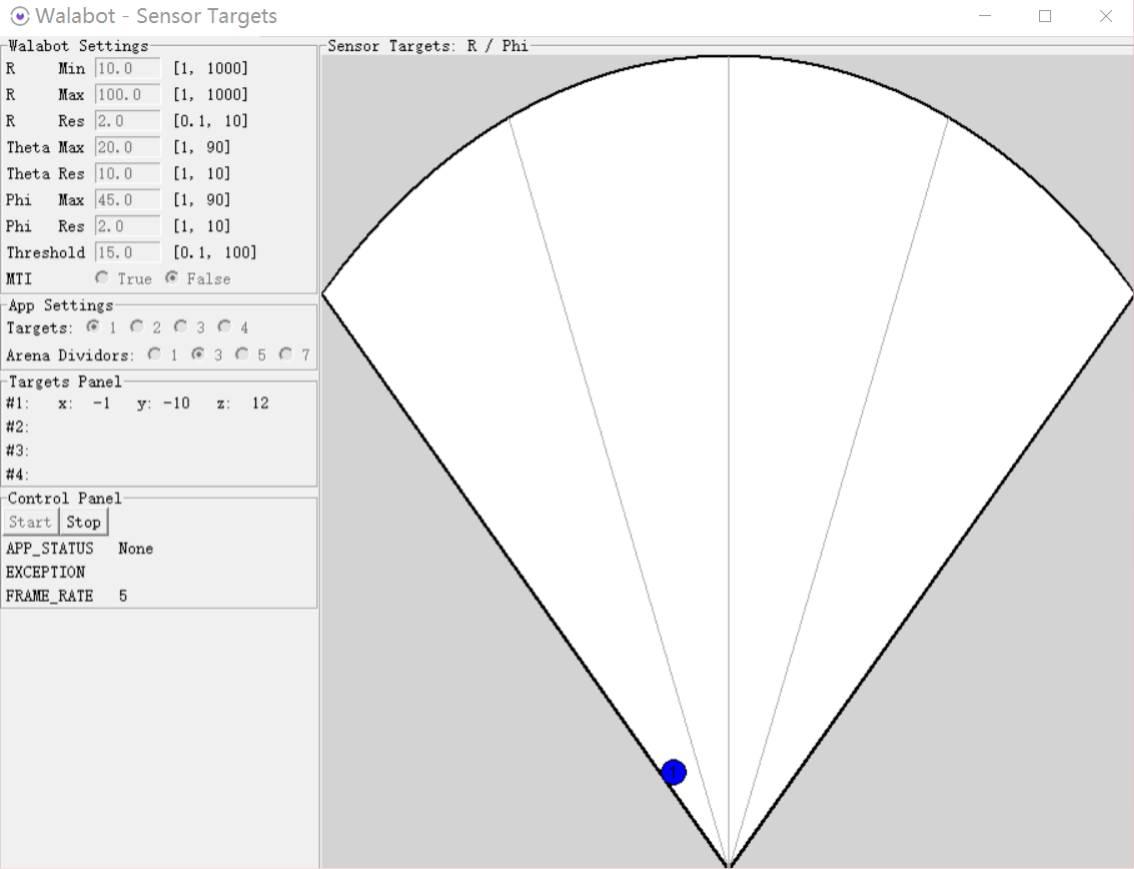 Walabot - Sensor Targets
Walabot Settings
R Min 10.0 [1, 1000]
R Max 100.0 [1, 1000]
R Res 2.0 [0.1, 10]
Theta Max 20.0 [1, 90]
Theta Res 10.0 [1, 10]
Phi Max 45.0 [1, 90]
Phi Res 2.0 [1, 10]
Threshold 15.0 [0.1, 100]
MTI True False
App Settings
Targets: 1 2 3 4
Arena Dividors: 1 3 5 7
Targets Panel
#1: x: -1 y: -10 z: 12
#2:
#3:
#4:
Control Panel
Start Stop
APP_STATUS None
EXCEPTION
FRAME_RATE 5
Sensor Targets: R / Phi
1